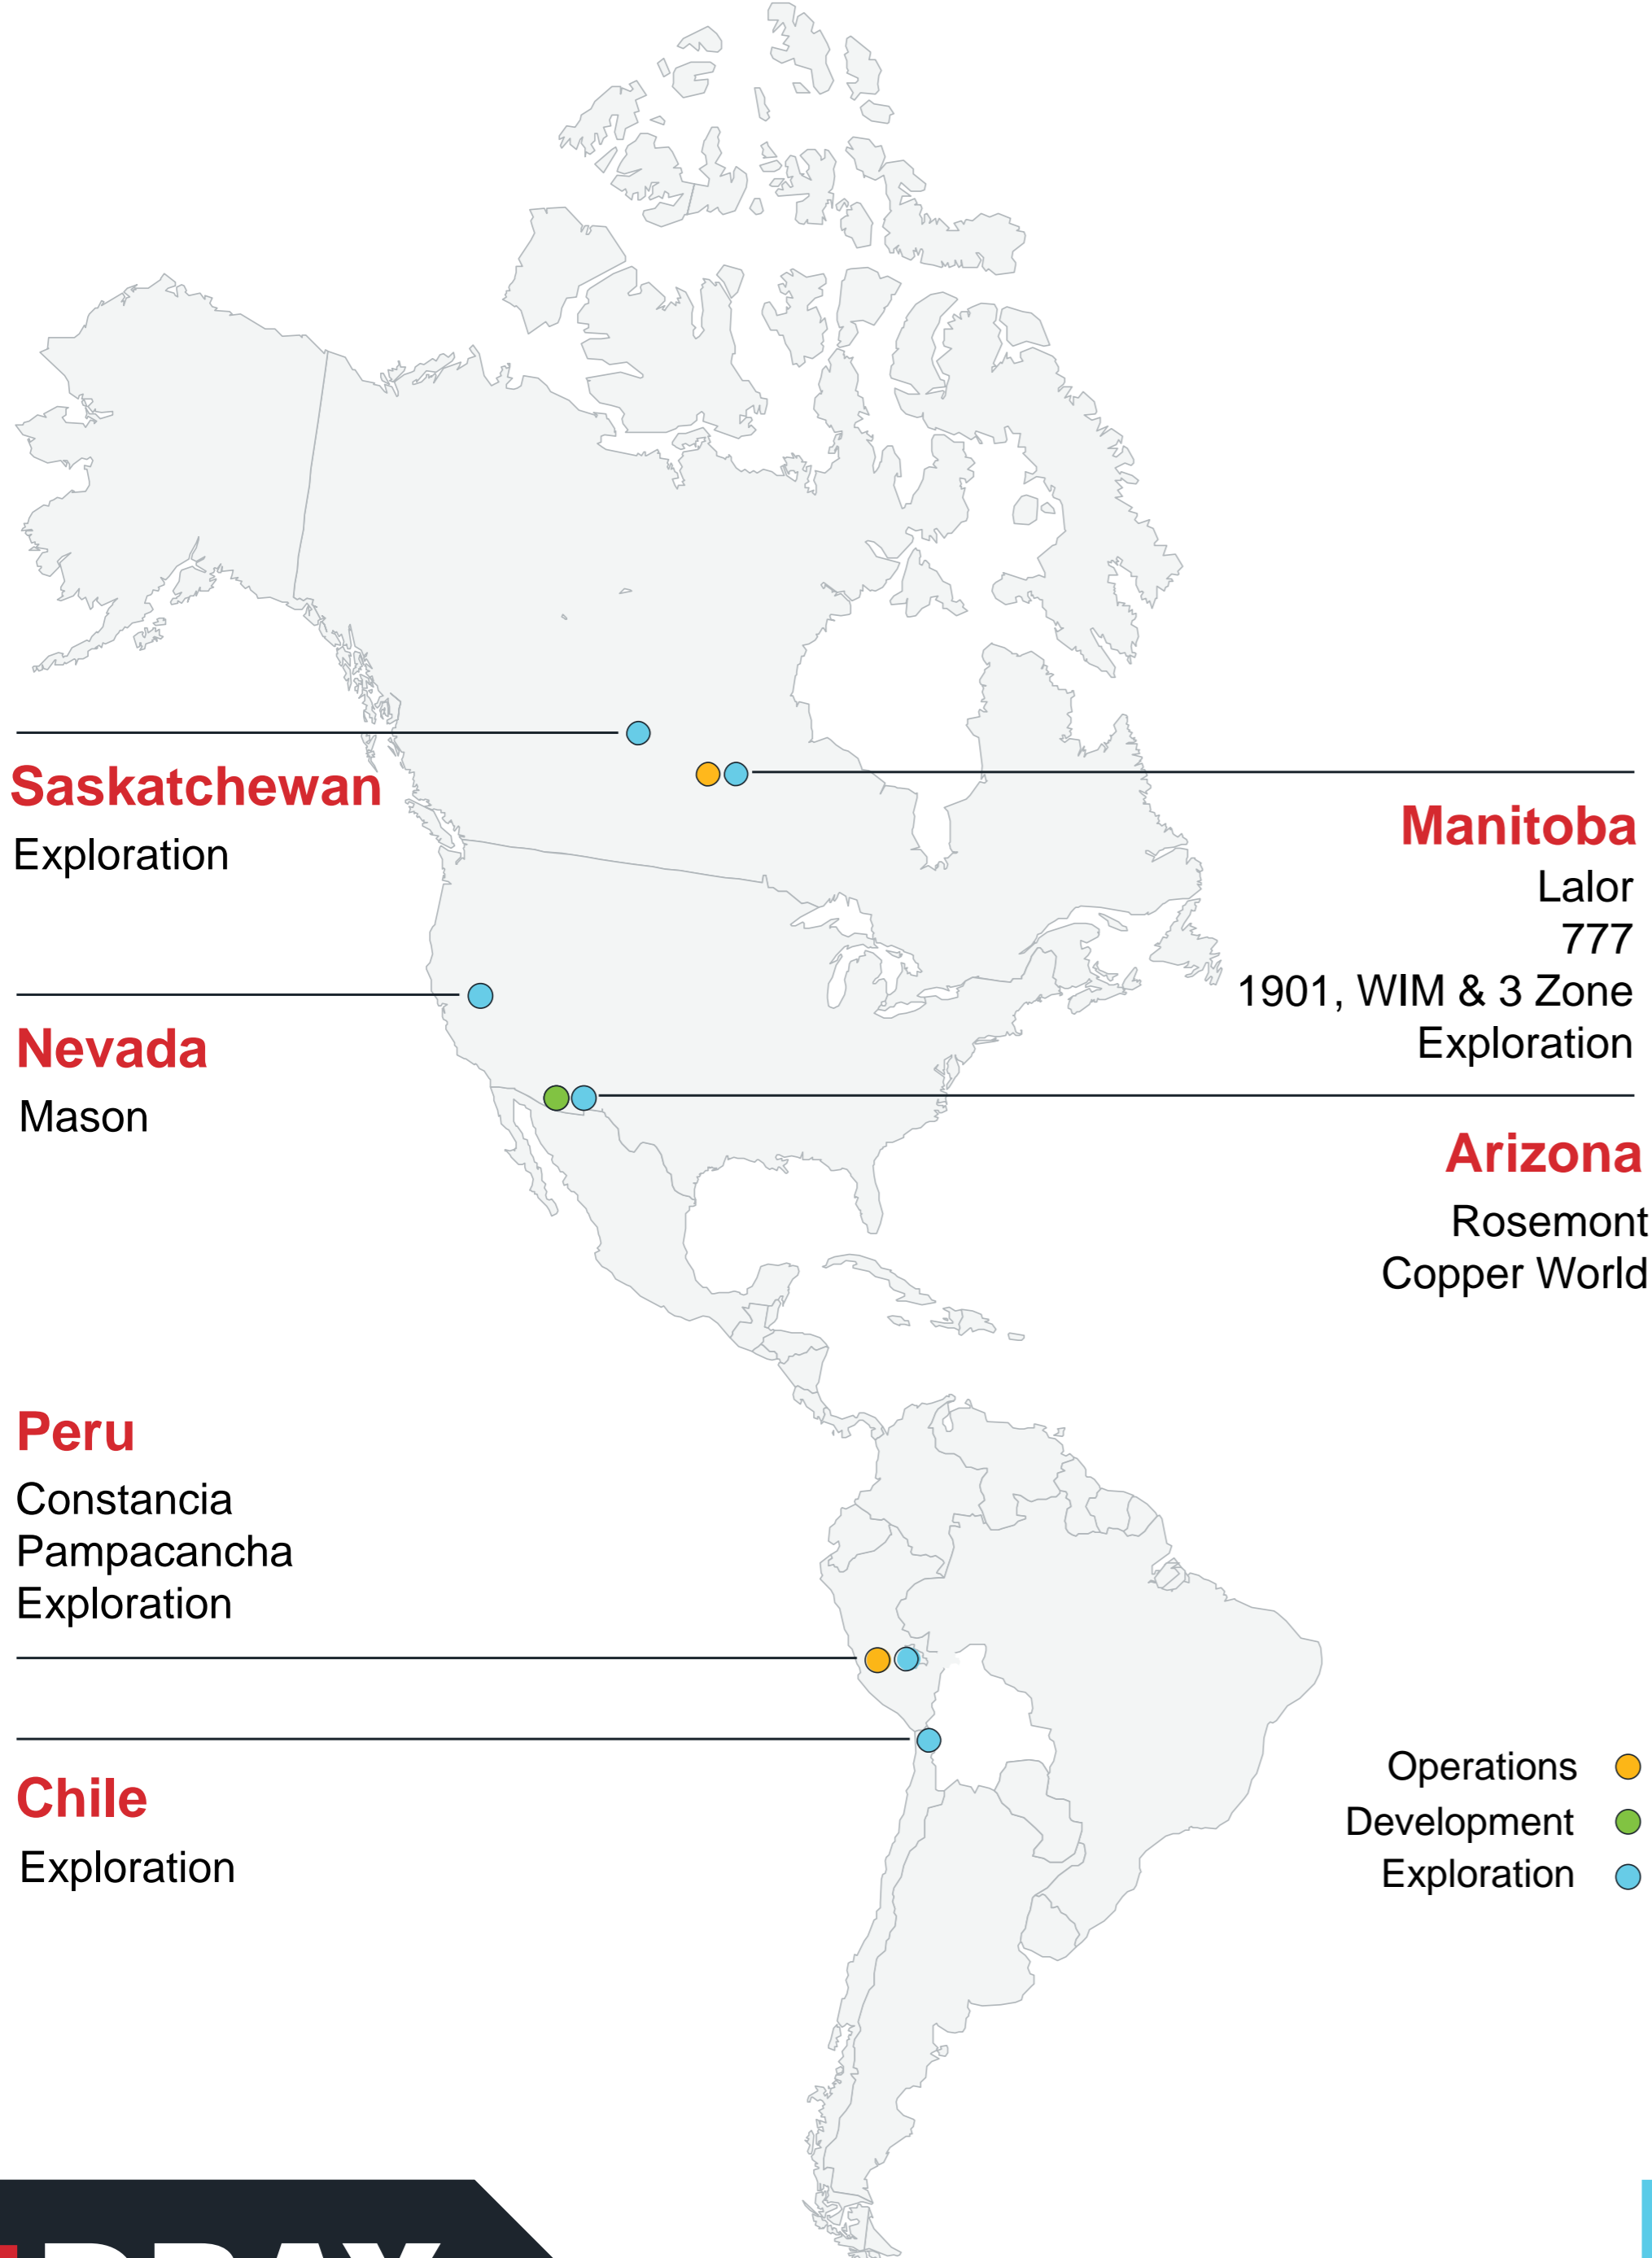 Saskatchewan
Exploration
Manitoba
Lalor
777
1901, WIM & 3 Zone
Exploration
Nevada
Mason
Arizona
Rosemont
Copper World
Peru
Constancia
Pampacancha
Exploration
Chile
Exploration
Operations
Development
Exploration